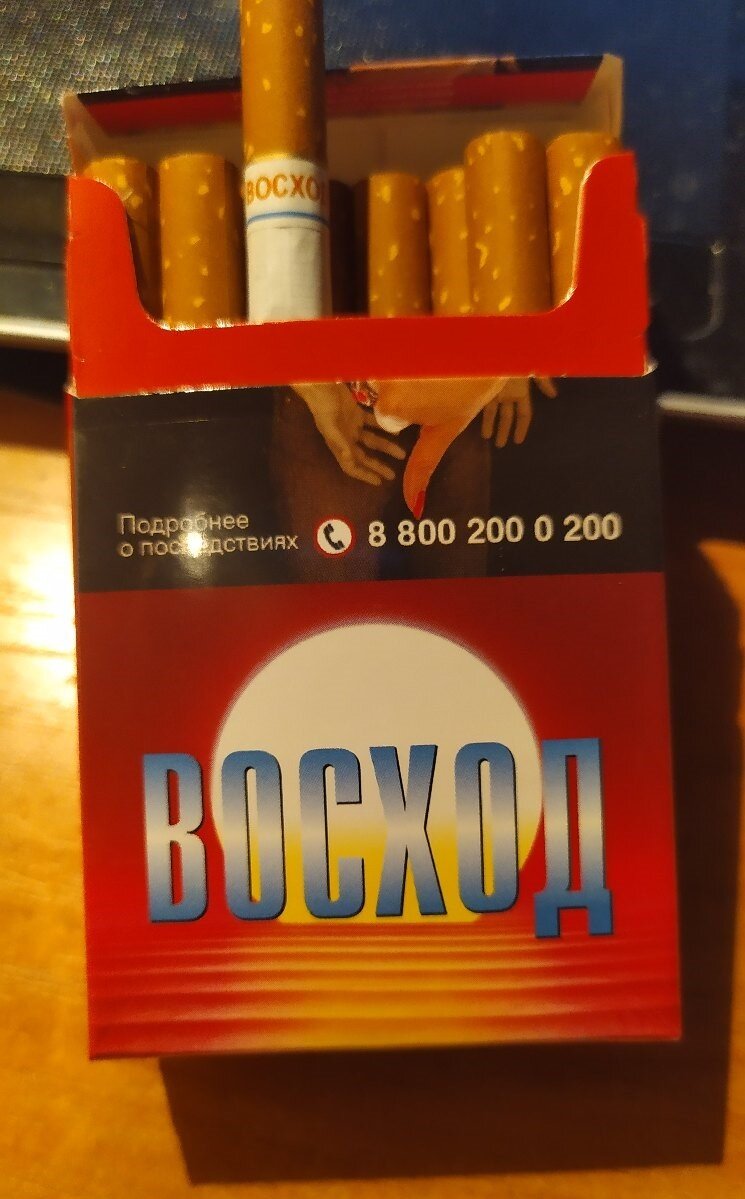 ВОСХОД
Подробнее
о последствиях
8 800 200 0 200
ВОСХОД